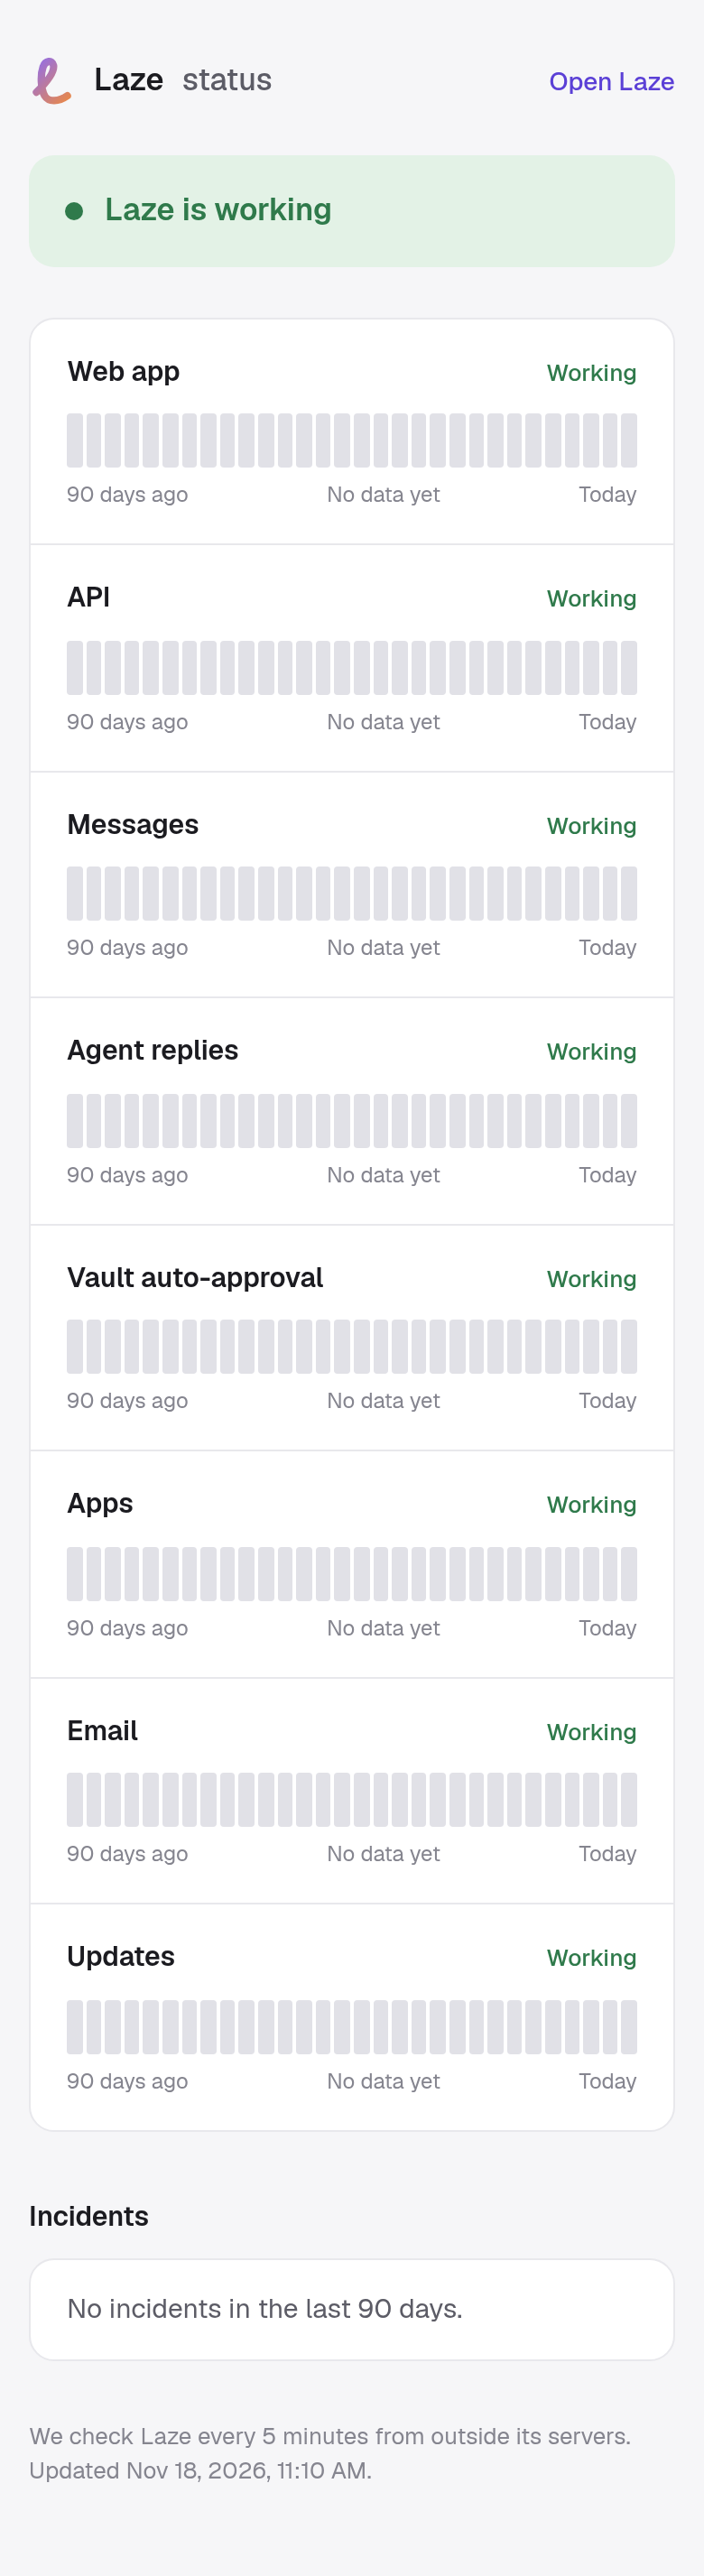 Laze status
Open Laze
Laze is working
Web app
Working
90 days ago
No data yet
Today
API
Working
90 days ago
No data yet
Today
Messages
Working
90 days ago
No data yet
Today
Agent replies
Working
90 days ago
No data yet
Today
Vault auto-approval
Working
90 days ago
No data yet
Today
Apps
Working
90 days ago
No data yet
Today
Email
Working
90 days ago
No data yet
Today
Updates
Working
90 days ago
No data yet
Today
Incidents
No incidents in the last 90 days.
We check Laze every 5 minutes from outside its servers.
Updated Nov 18, 2026, 11:10 AM.